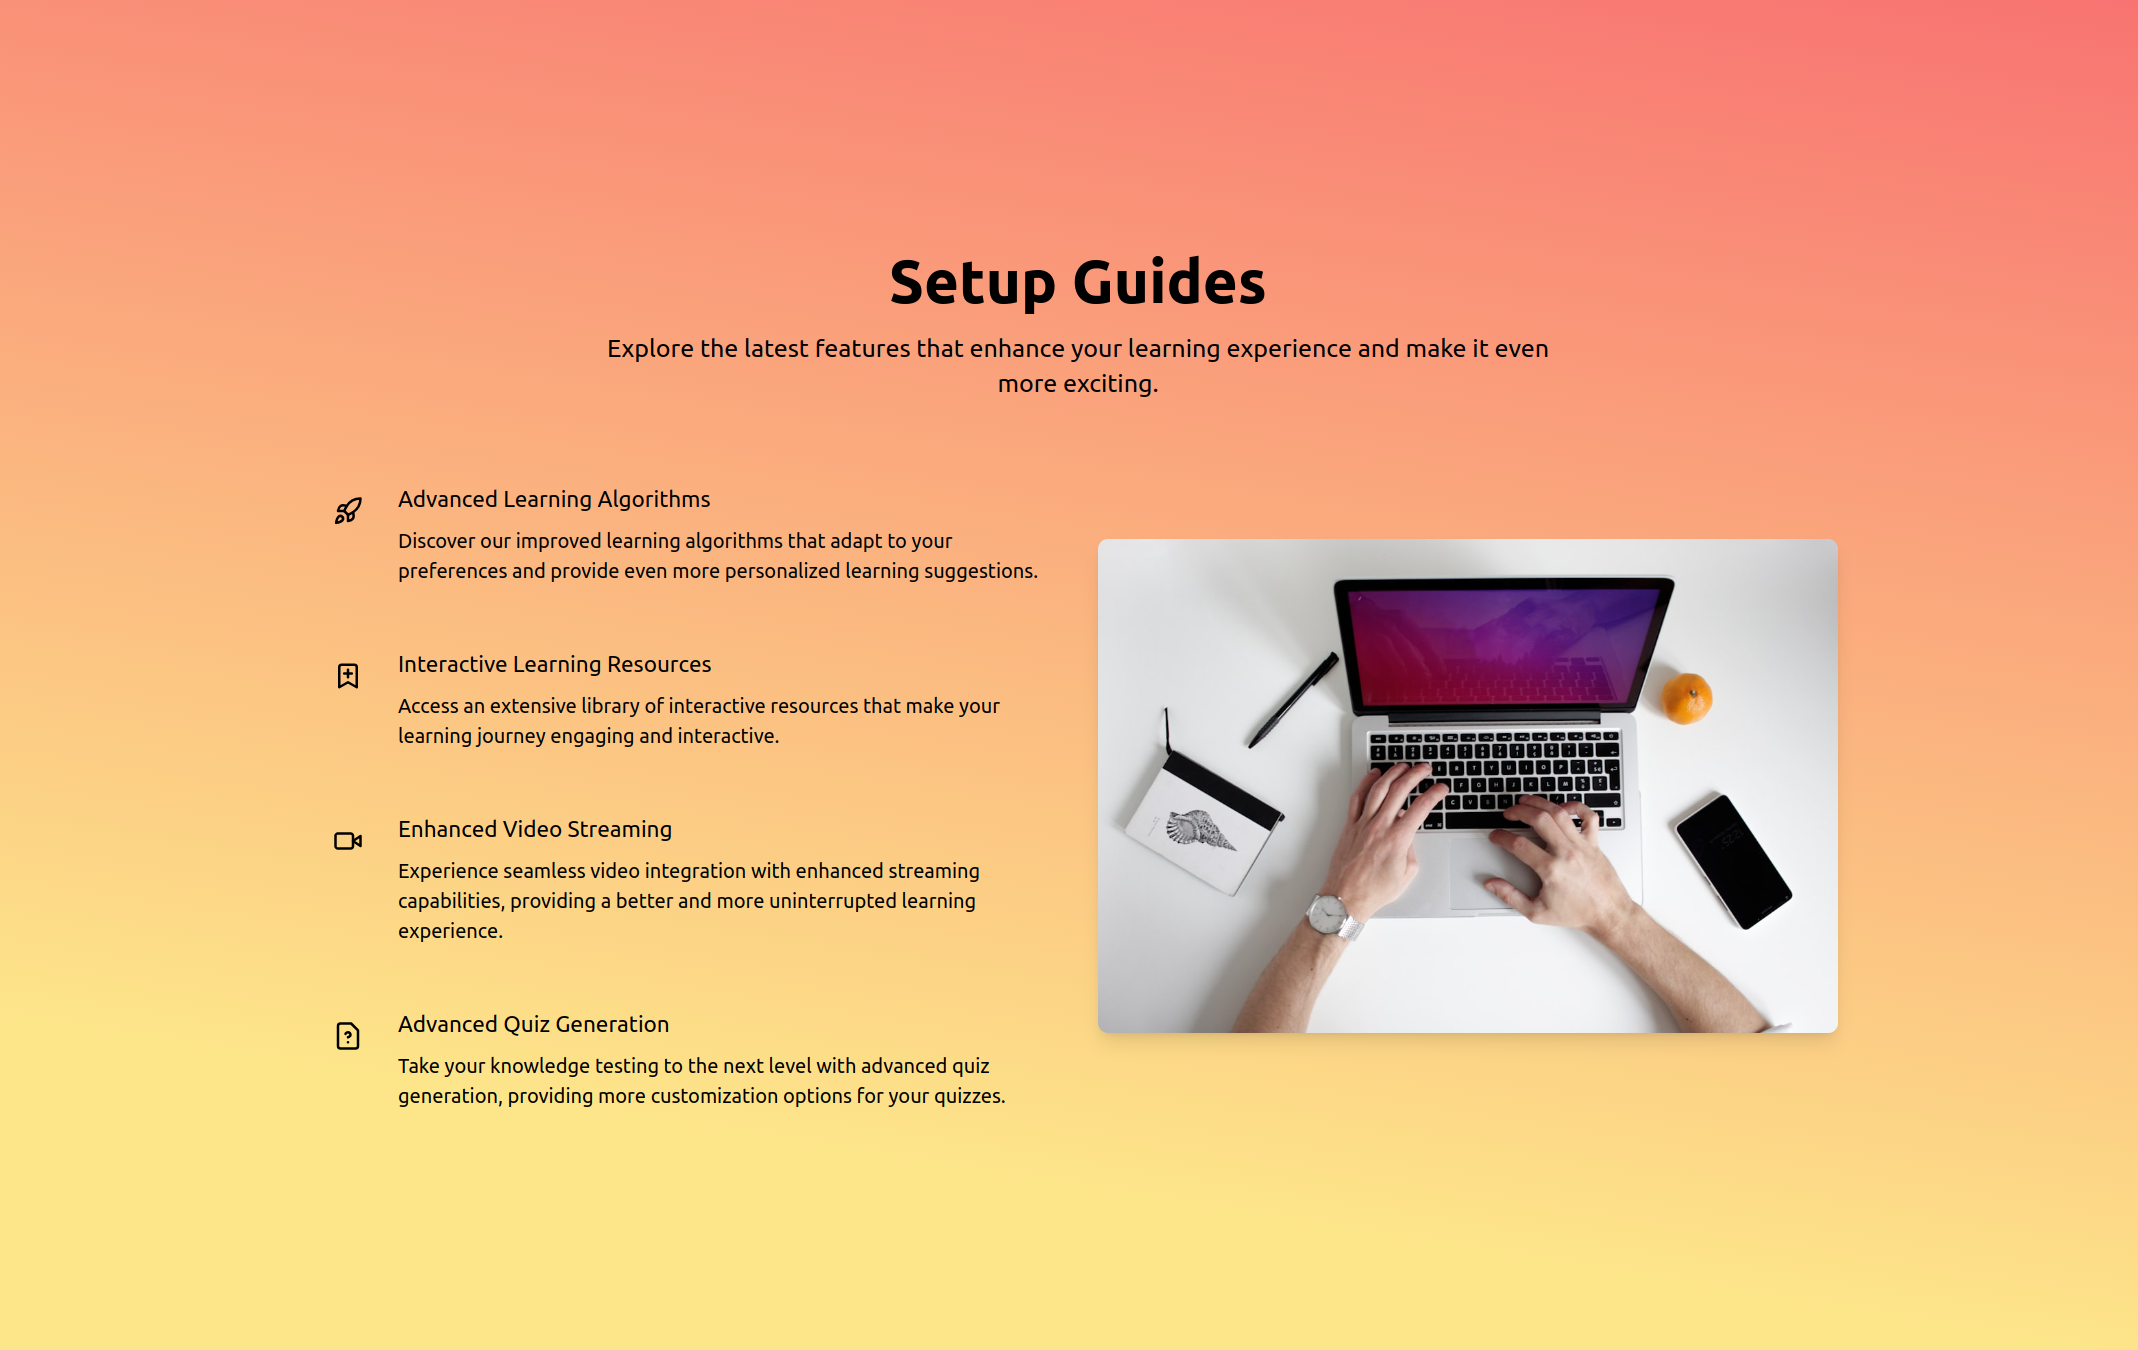 Setup Guides
Explore the latest features that enhance your learning experience and make it even
more exciting.
Advanced Learning Algorithms
Discover our improved learning algorithms that adapt to your
preferences and provide even more personalized learning suggestions.
Interactive Learning Resources
Access an extensive library of interactive resources that make your
learning journey engaging and interactive.
Enhanced Video Streaming
Experience seamless video integration with enhanced streaming
capabilities, providing a better and more uninterrupted learning
experience.
Advanced Quiz Generation
Take your knowledge testing to the next level with advanced quiz
generation, providing more customization options for your quizzes.